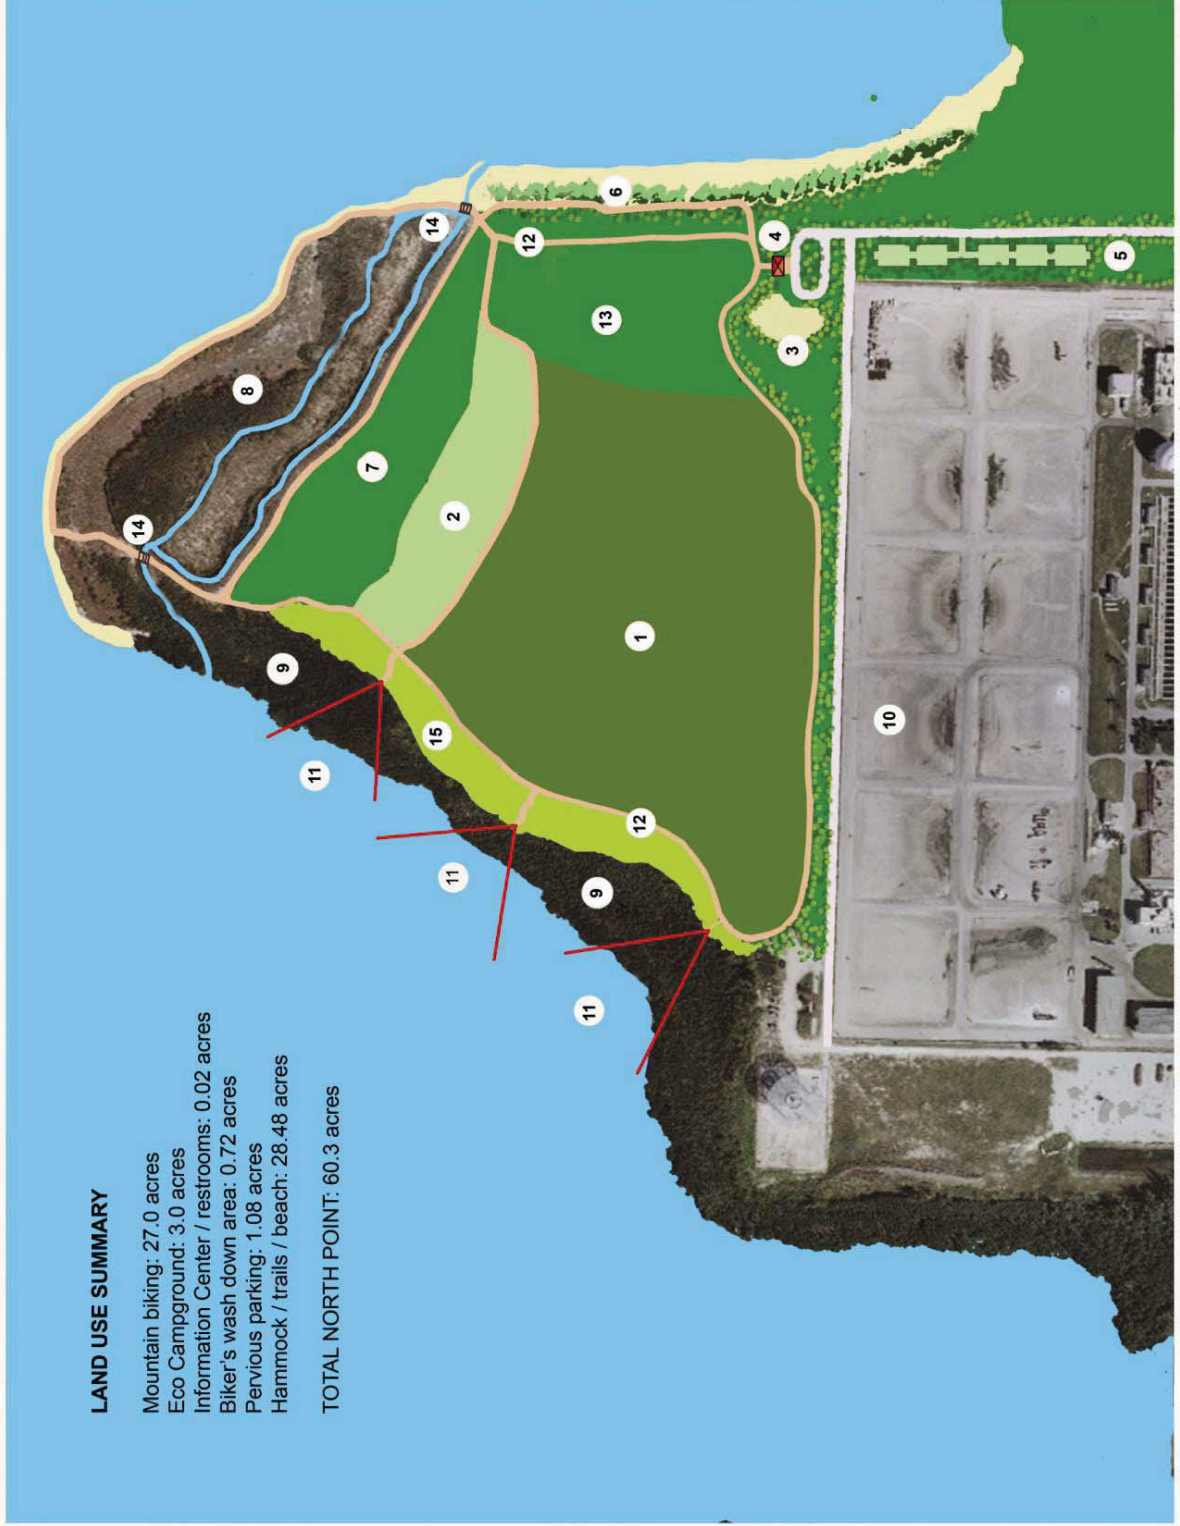 LAND USE SUMMARY
Mountain biking: 27.0 acres
Eco Campground: 3.0 acres
Information Center / restrooms: 0.02 acres
Biker's wash down area: 0.72 acres
Pervious parking: 1.08 acres
Hammock / trails / beach: 28.48 acres
TOTAL NORTH POINT: 60.3 acres
14
8
14
9
7
2
12
6
11
15
13
4
3
1
12
11
9
5
10
11